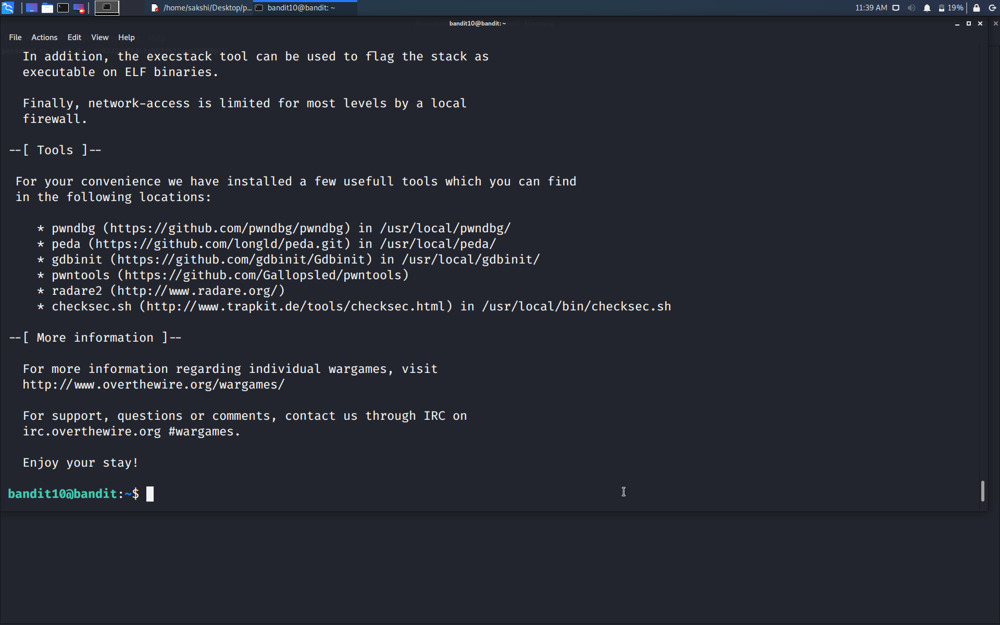 /home/sakshi/Desktop/p... bandit10@bandit: ~ 11:39 AM 19%
bandit10@bandit: ~
File Actions Edit View Help
In addition, the execstack tool can be used to flag the stack as
executable on ELF binaries.
Finally, network-access is limited for most levels by a local
firewall.
--[ Tools ]--
For your convenience we have installed a few usefull tools which you can find
in the following locations:
* pwndbg (https://github.com/pwndbg/pwndbg) in /usr/local/pwndbg/
* peda (https://github.com/longld/peda.git) in /usr/local/peda/
* gdbinit (https://github.com/gdbinit/Gdbinit) in /usr/local/gdbinit/
* pwntools (https://github.com/Gallopsled/pwntools)
* radare2 (http://www.radare.org/)
* checksec.sh (http://www.trapkit.de/tools/checksec.html) in /usr/local/bin/checksec.sh
--[ More information ]--
For more information regarding individual wargames, visit
http://www.overthewire.org/wargames/
For support, questions or comments, contact us through IRC on
irc.overthewire.org #wargames.
Enjoy your stay!
bandit10@bandit:~$